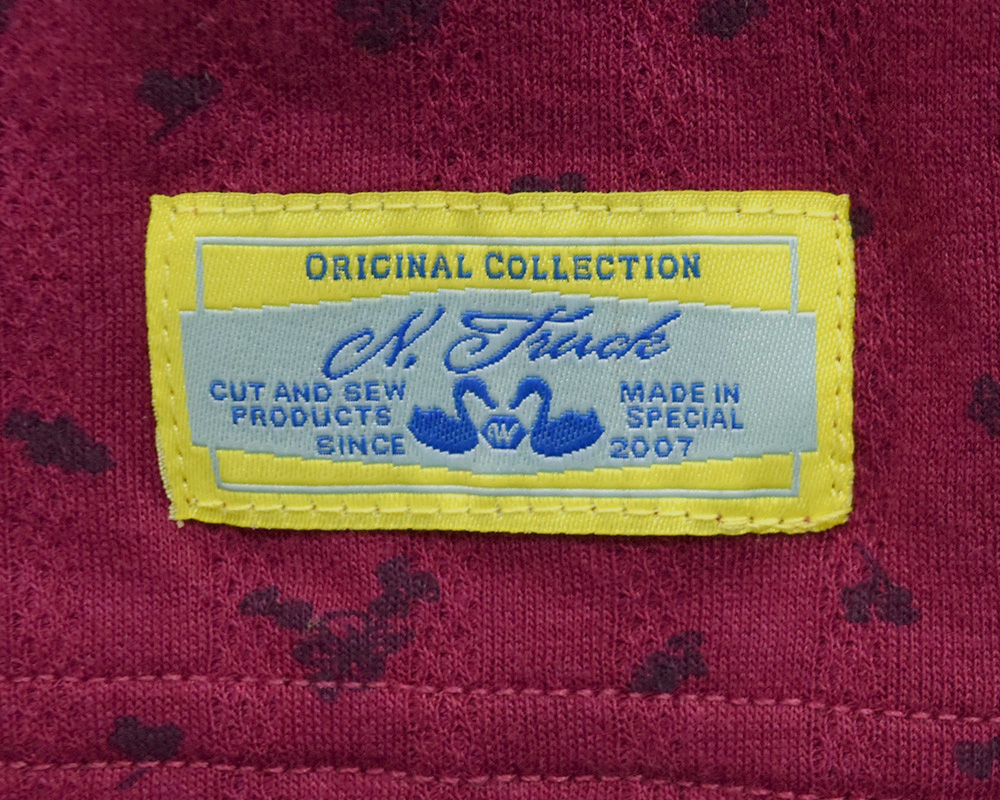 ORIGINAL COLLECTION
N. Truck
CUT AND SEW
PRODUCTS
SINCE
W
MADE IN
SPECIAL
2007